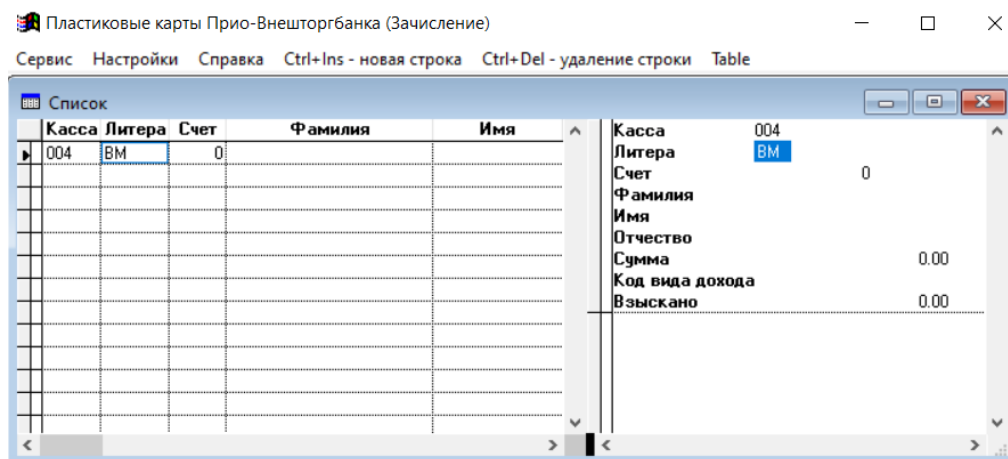 Пластиковые карты Прио-Внешторгбанка (Зачисление)
Сервис Настройки Справка Ctrl+Ins - новая строка Ctrl+Del - удаление строки Table
Список
Касса Литера Счет Фамилия Имя
004 ВМ 0
Касса 004
Литера ВМ
Счет 0
Фамилия
Имя
Отчество
Сумма 0.00
Код вида дохода
Взыскано 0.00